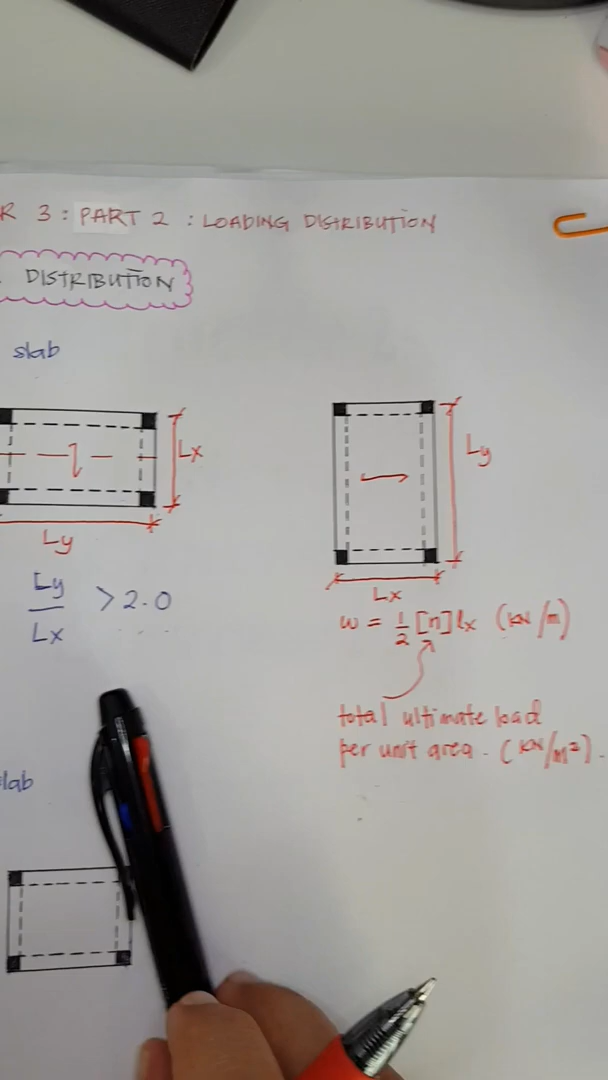 R 3 : PART 2 : LOADING DISTRIBUTION
DISTRIBUTION
slab
Lx
Ly
Ly
Lx
Ly
Lx
> 2.0
w = 1/2 [n] lx (kN/m)
total ultimate load
per unit area. (kN/m²).
lab